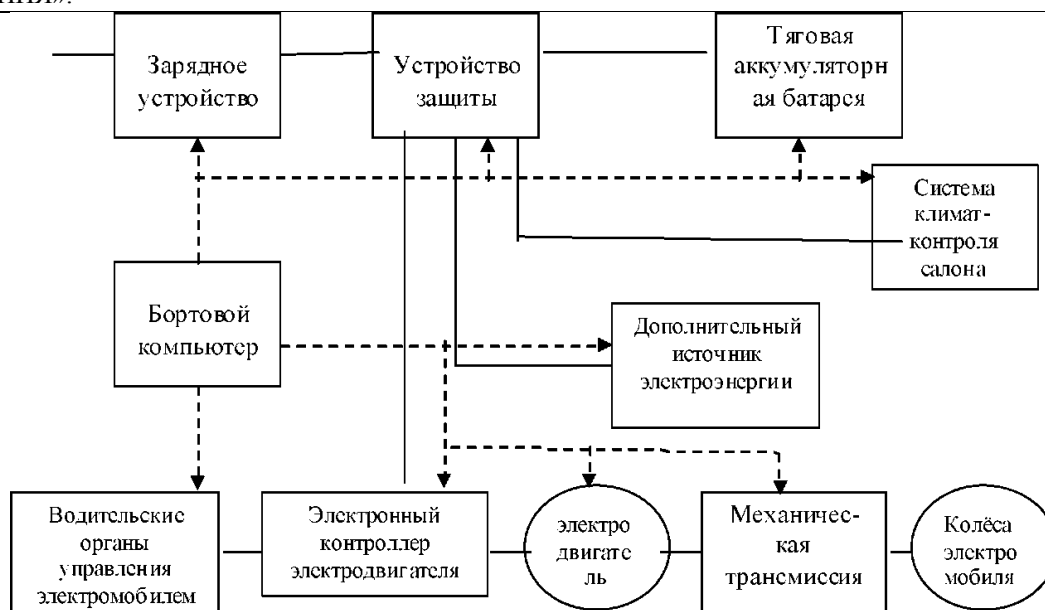 Зарядное
устройство
Устройство
защиты
Тяговая
аккумуляторн
ая батарея
Система
климат-
контроля
салона
Бортовой
компьютер
Дополнительный
источник
электроэнергии
Водительские
органы
управления
электромобилем
Электронный
контроллер
электродвигателя
электро
двигате
ль
Механичес-
кая
трансмиссия
Колёса
электро
мобиля